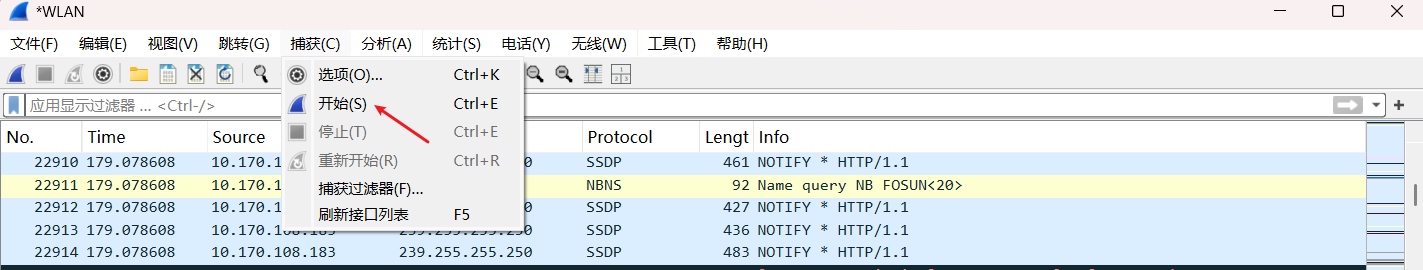 *WLAN
文件(F) 编辑(E) 视图(V) 跳转(G) 捕获(C) 分析(A) 统计(S) 电话(Y) 无线(W) 工具(T) 帮助(H)
选项(O)... Ctrl+K
应用显示过滤器 ... <Ctrl-/>
开始(S) Ctrl+E
停止(T) Ctrl+E
重新开始(R) Ctrl+R
捕获过滤器(F)...
刷新接口列表 F5
No. Time Source Protocol Lengt Info
22910 179.078608 10.170.1 50 SSDP 461 NOTIFY * HTTP/1.1
22911 179.078608 10.170.1 NBNS 92 Name query NB FOSUN<20>
22912 179.078608 10.170.1 50 SSDP 427 NOTIFY * HTTP/1.1
22913 179.078608 10.170.108.183 239.255.255.250 SSDP 436 NOTIFY * HTTP/1.1
22914 179.078608 10.170.108.183 239.255.255.250 SSDP 483 NOTIFY * HTTP/1.1